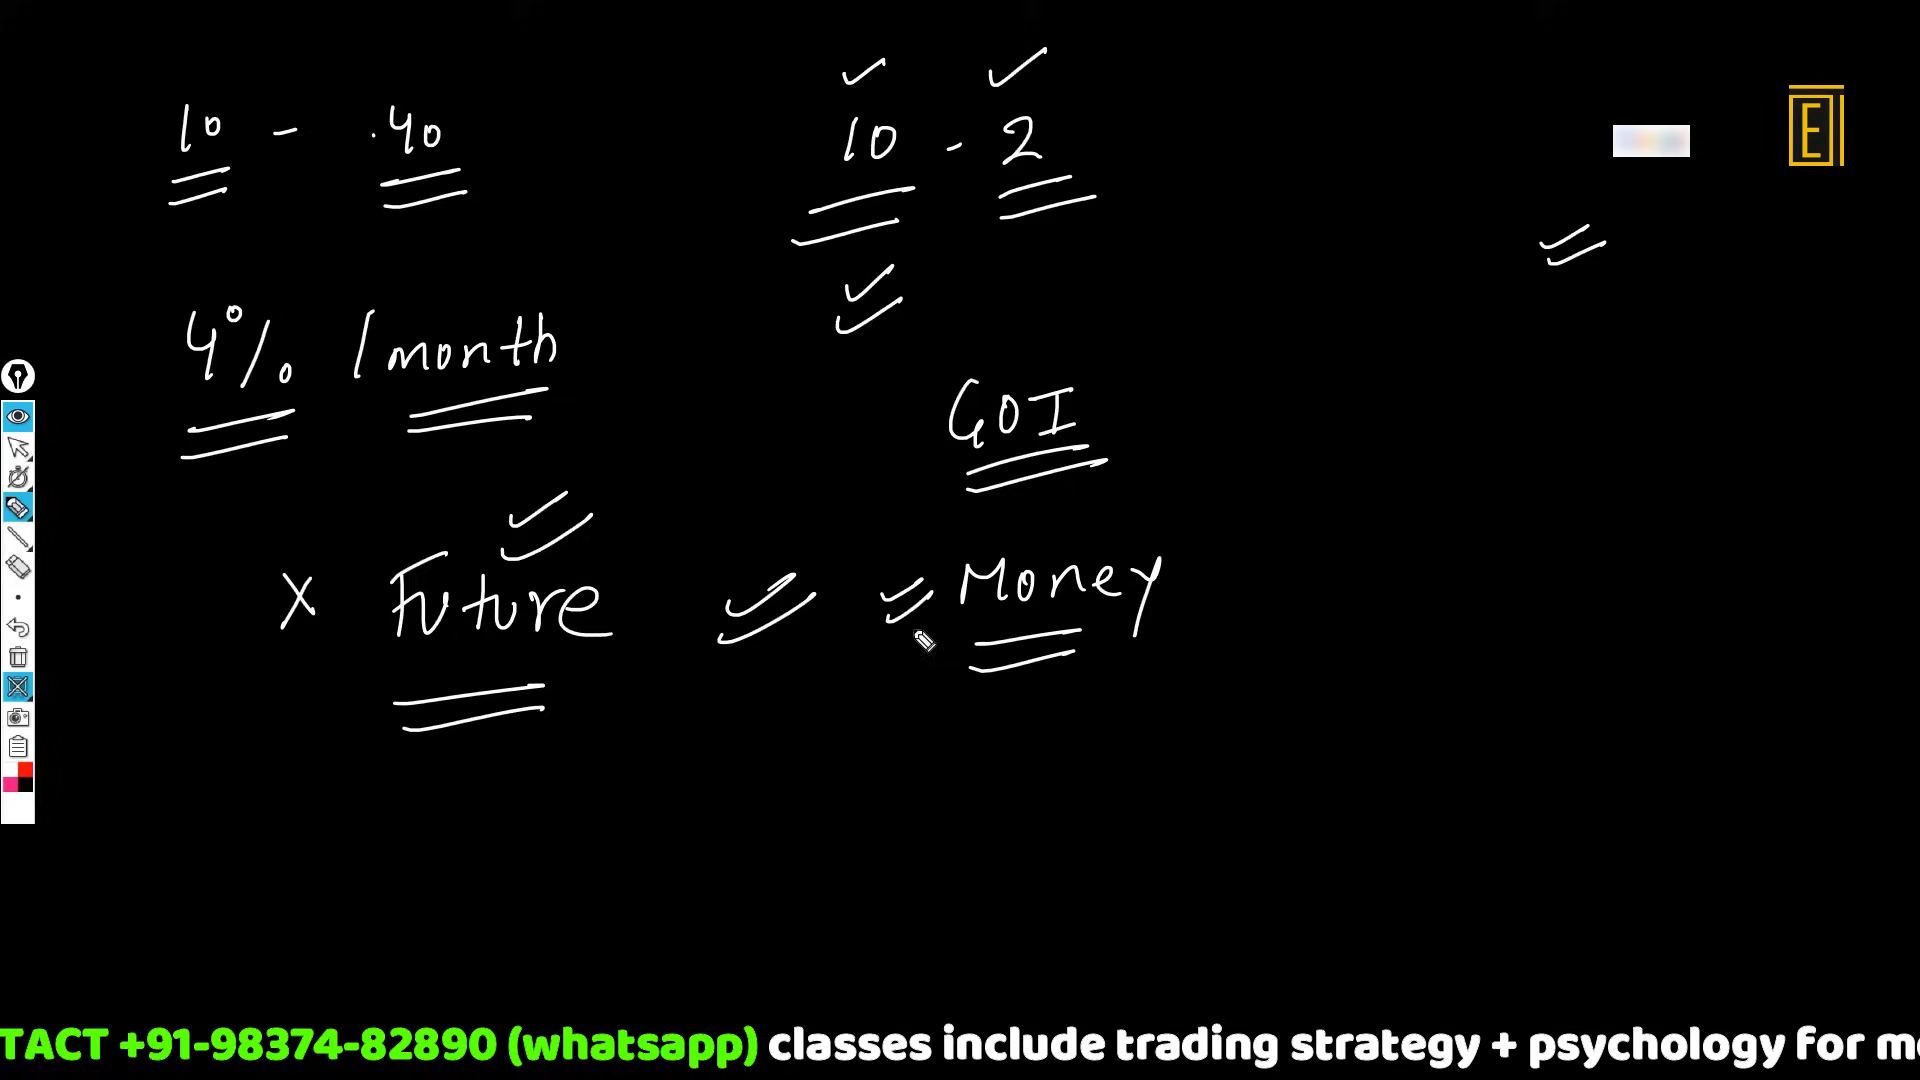 10 - .40
10 - 2
E
4% / month
GOI
x Future
Money
TACT +91-98374-82890 (whatsapp) classes include trading strategy + psychology for m